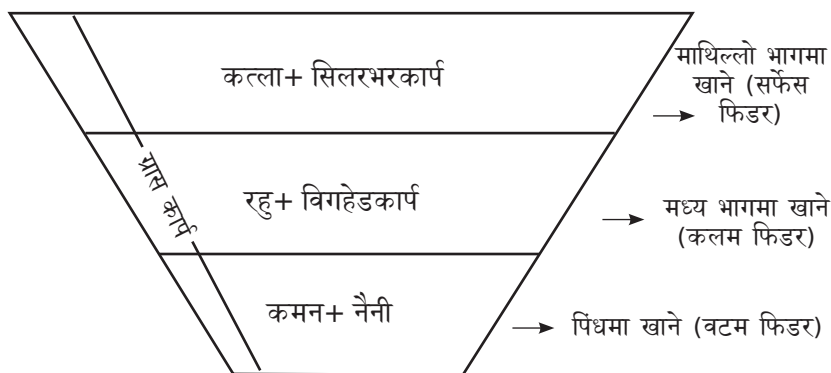 कत्ला+ सिलरभरकार्प
माथिल्लो भागमा
खाने (सर्फेस
फिडर)
ग्रास कार्प
रहु+ विगहेडकार्प
मध्य भागमा खाने
(कलम फिडर)
कमन+ नैनी
पिंधमा खाने (वटम फिडर)